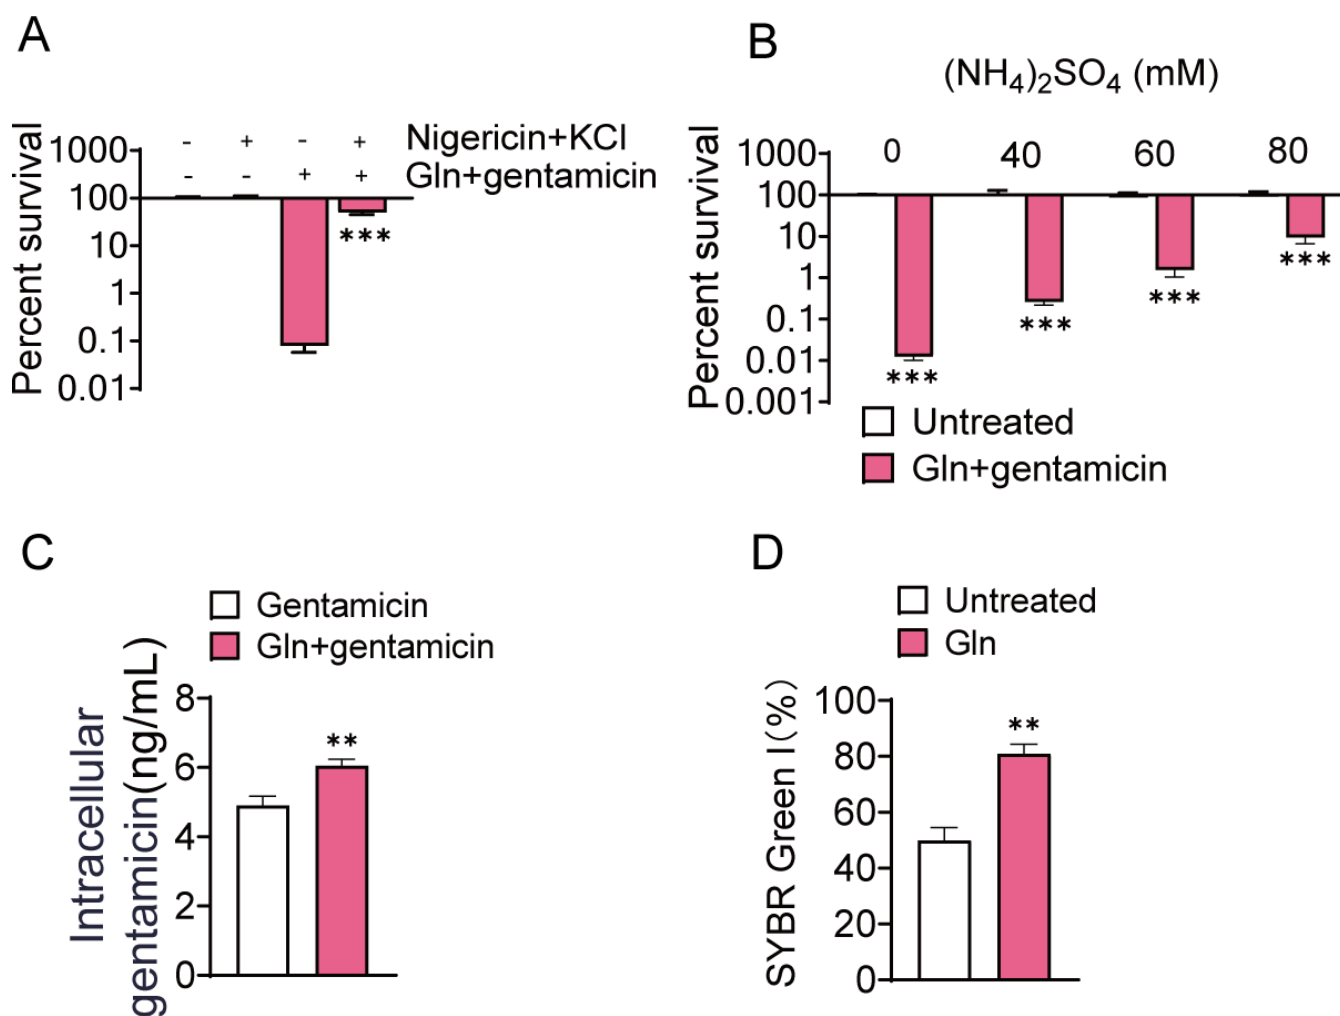 A
- + - + Nigericin+KCl
- - + + Gln+gentamicin
Percent survival
1000
100
10
1
0.1
0.01
***
B
(NH₄)₂SO₄ (mM)
0 40 60 80
Percent survival
1000
100
10
1
0.1
0.01
0.001
***
***
***
***
Untreated
Gln+gentamicin
C
Gentamicin
Gln+gentamicin
Intracellular
gentamicin(ng/mL)
8
6
4
2
0
**
D
Untreated
Gln
SYBR Green I(%)
100
80
60
40
20
0
**